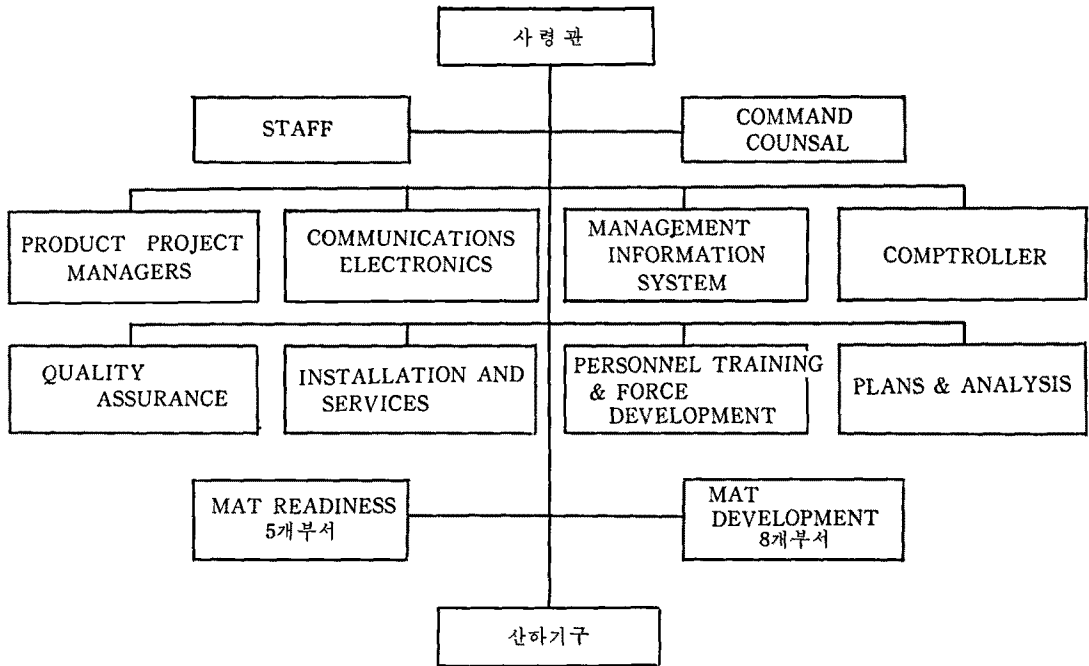 사령관
STAFF
COMMAND
COUNSAL
PRODUCT PROJECT
MANAGERS
COMMUNICATIONS
ELECTRONICS
MANAGEMENT
INFORMATION
SYSTEM
COMPTROLLER
QUALITY
ASSURANCE
INSTALLATION AND
SERVICES
PERSONNEL TRAINING
& FORCE
DEVELOPMENT
PLANS & ANALYSIS
MAT READINESS
5개부서
MAT
DEVELOPMENT
8개부서
산하기구